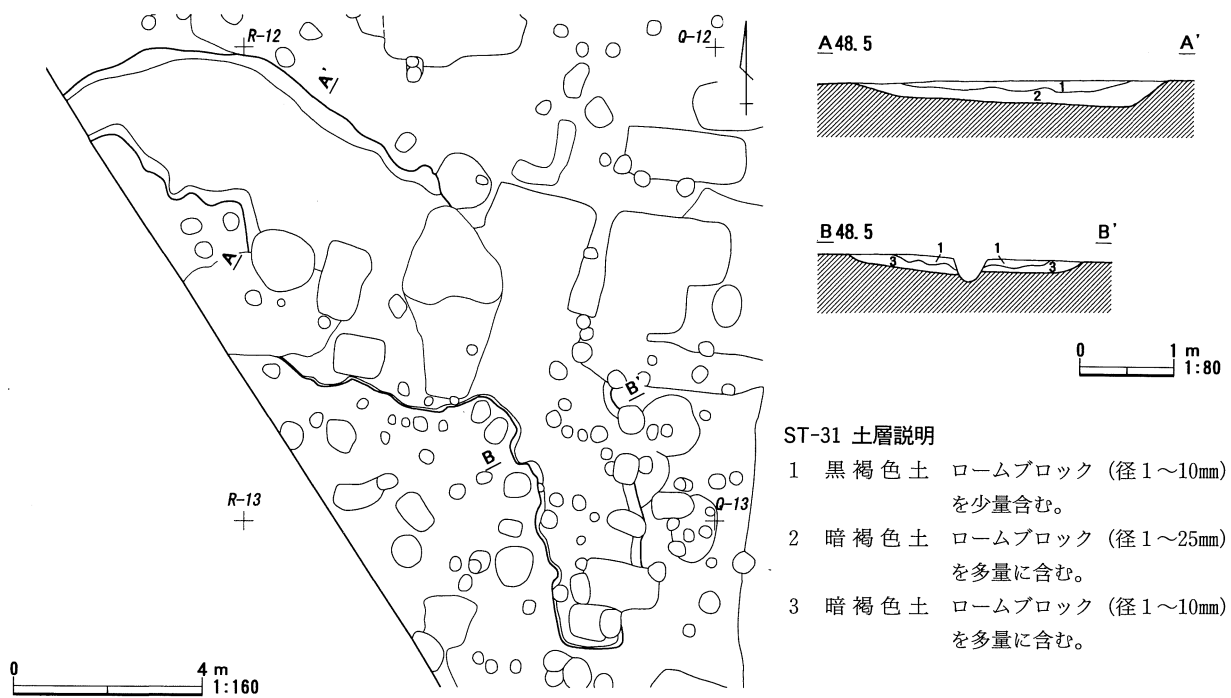 R-12
Q-12
A'
A
B'
B
R-13
Q-13
0 4 m
1:160
A 48.5 A'
1
2
B 48.5 B'
1 1
3 3
0 1 m
1:80
ST-31 土層説明
1 黒褐色土 ロームブロック (径1〜10㎜)
を少量含む。
2 暗褐色土 ロームブロック (径1〜25㎜)
を多量に含む。
3 暗褐色土 ロームブロック (径1〜10㎜)
を多量に含む。